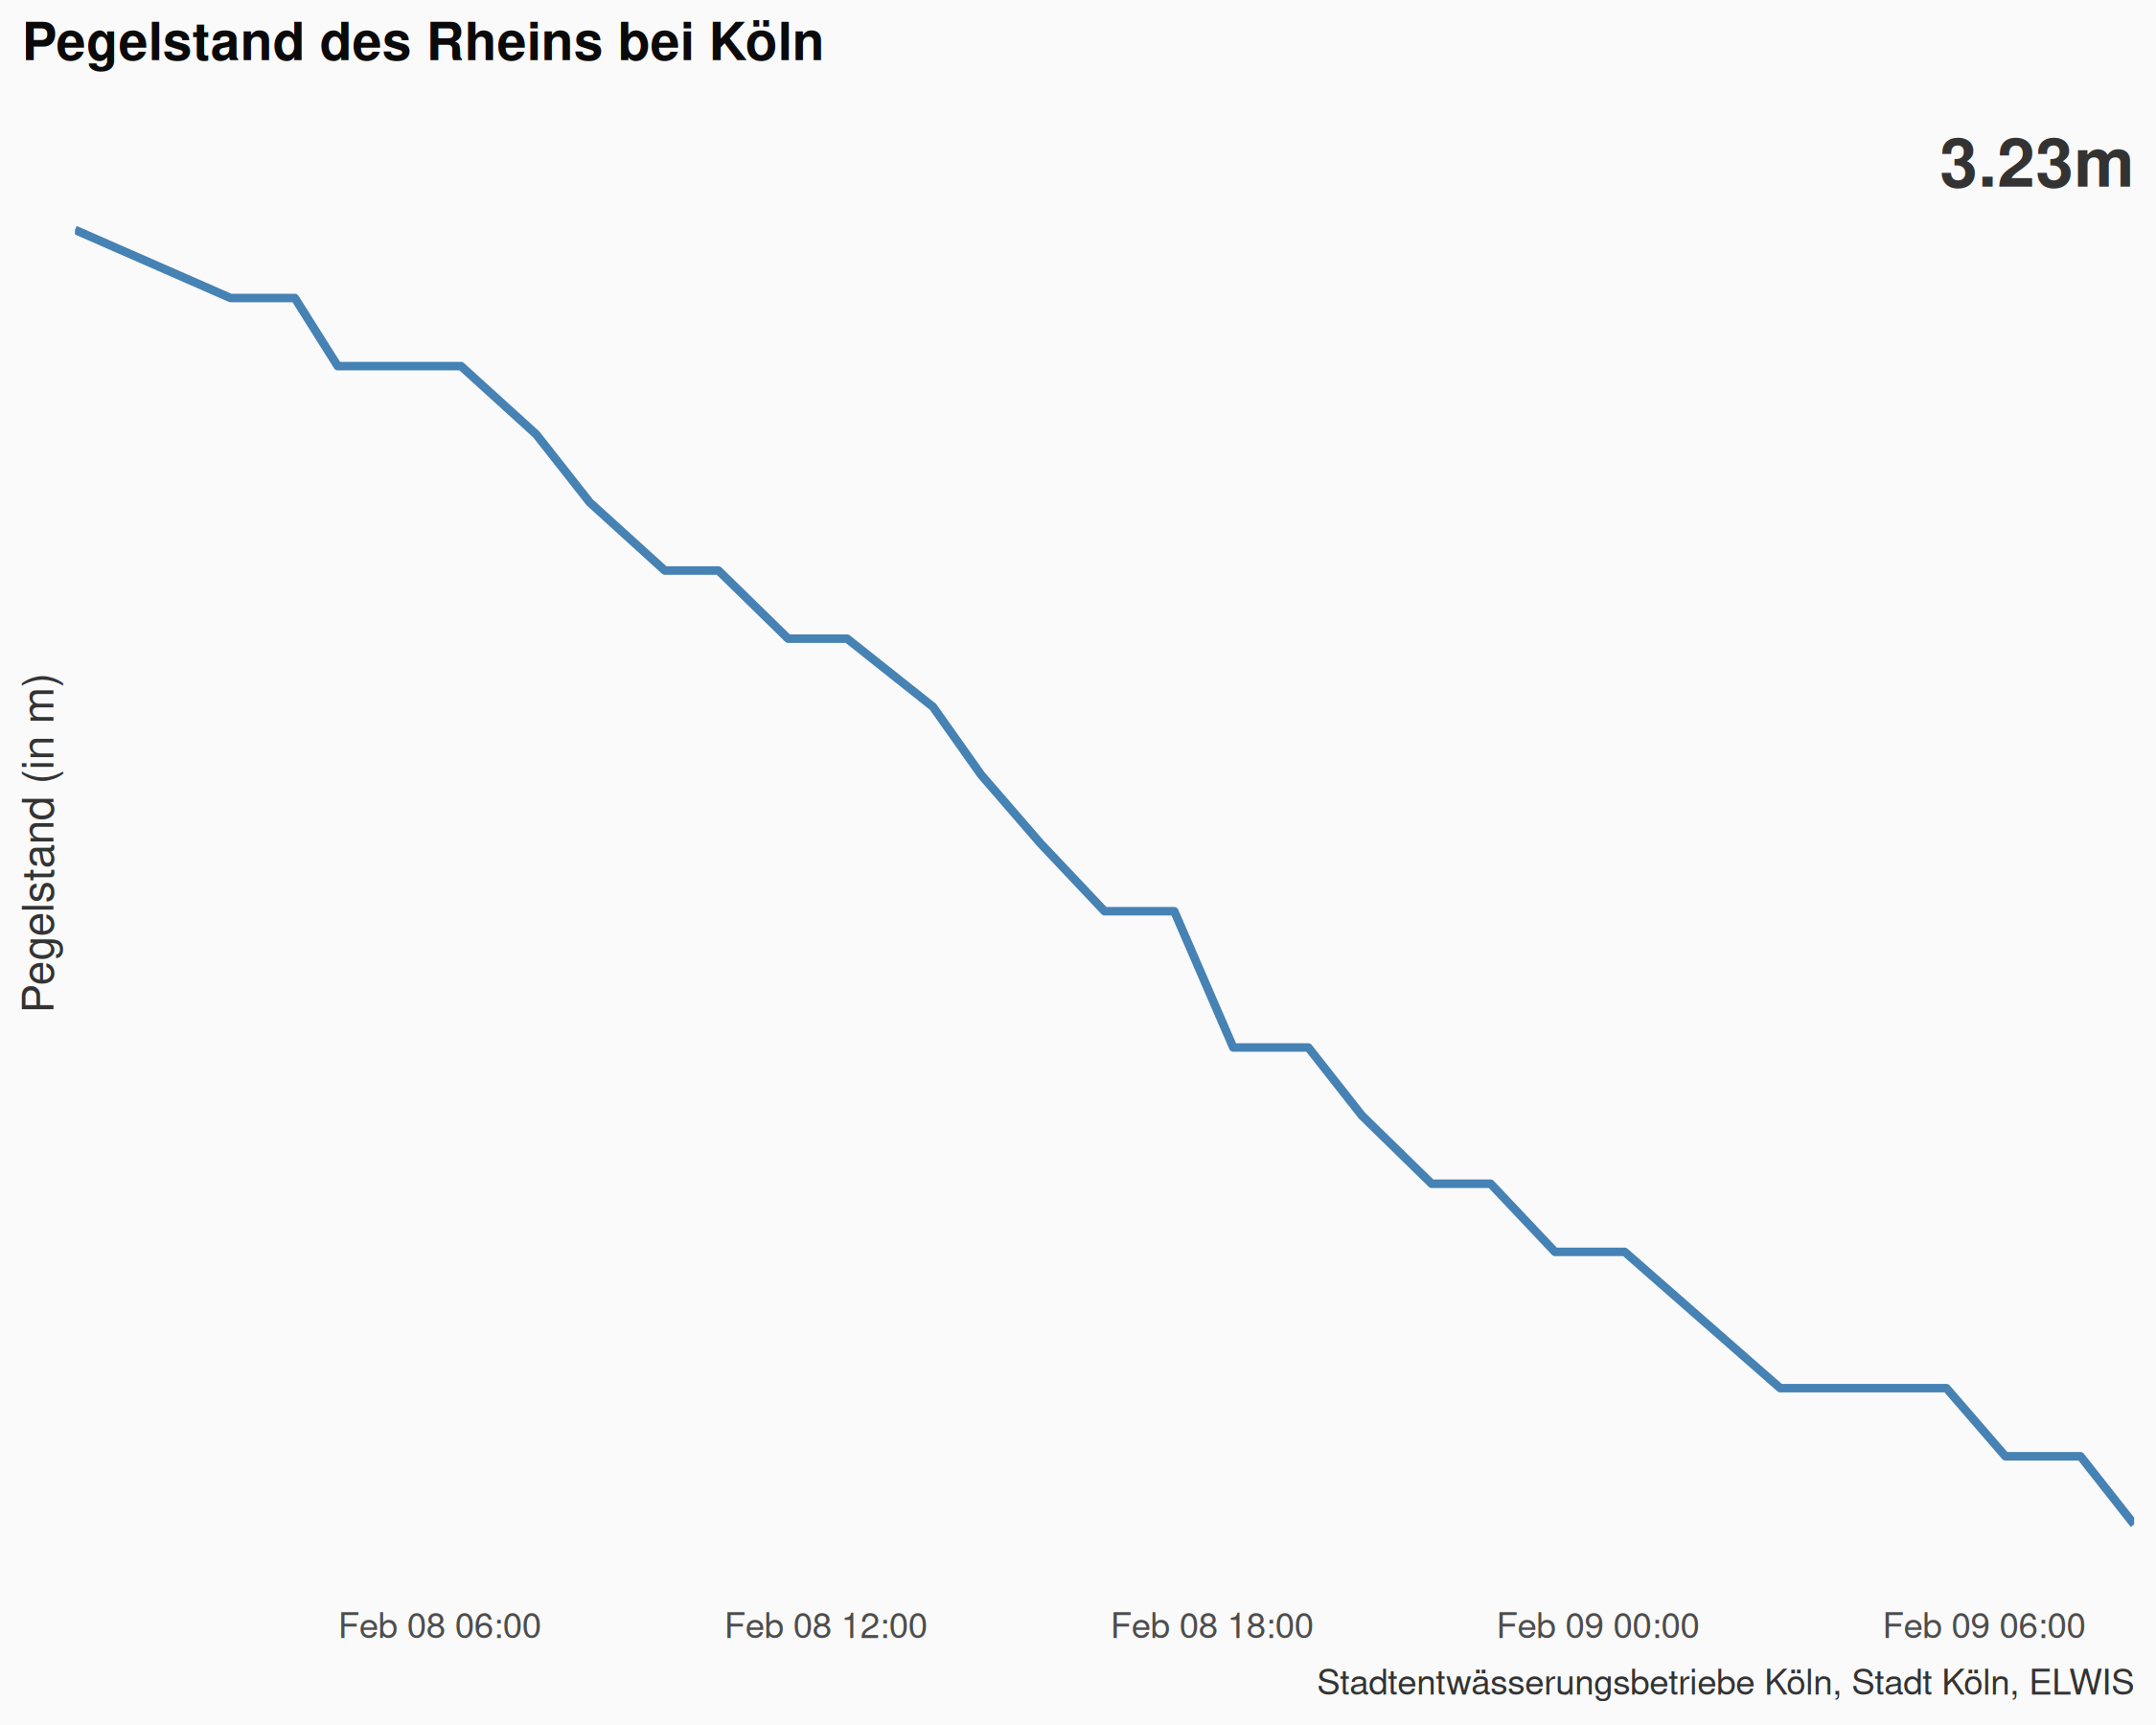 Pegelstand des Rheins bei Köln
3.23m
Pegelstand (in m)
Feb 08 06:00
Feb 08 12:00
Feb 08 18:00
Feb 09 00:00
Feb 09 06:00
Stadtentwässerungsbetriebe Köln, Stadt Köln, ELWIS